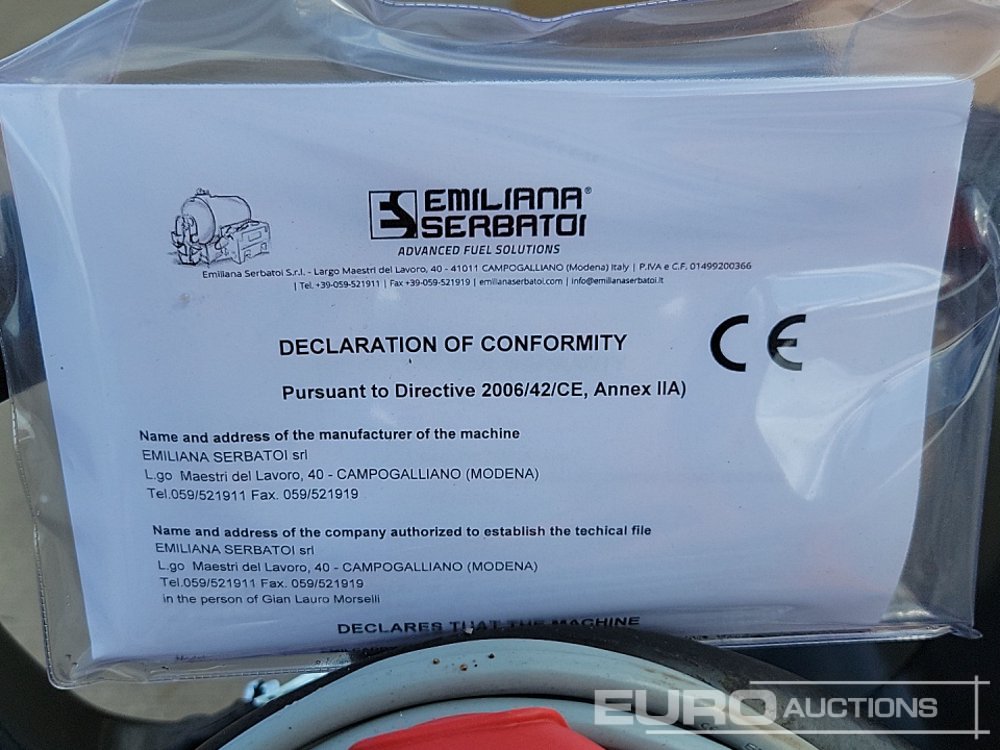 EMILIANA®
SERBATOI
ADVANCED FUEL SOLUTIONS
Emiliana Serbatoi S.r.l. - Largo Maestri del Lavoro, 40 - 41011 CAMPOGALLIANO (Modena) Italy | P.IVA e C.F. 01499200366
| Tel. +39-059-521911 | Fax +39-059-521919 | emilianaserbatoi.com | info@emilianaserbatoi.it
DECLARATION OF CONFORMITY CE
Pursuant to Directive 2006/42/CE, Annex IIA)
Name and address of the manufacturer of the machine
EMILIANA SERBATOI srl
L.go Maestri del Lavoro, 40 - CAMPOGALLIANO (MODENA)
Tel.059/521911 Fax. 059/521919
Name and address of the company authorized to establish the techical file
EMILIANA SERBATOI srl
L.go Maestri del Lavoro, 40 - CAMPOGALLIANO (MODENA)
Tel.059/521911 Fax. 059/521919
in the person of Gian Lauro Morselli
DECLARES THAT THE MACHINE
EURO AUCTIONS